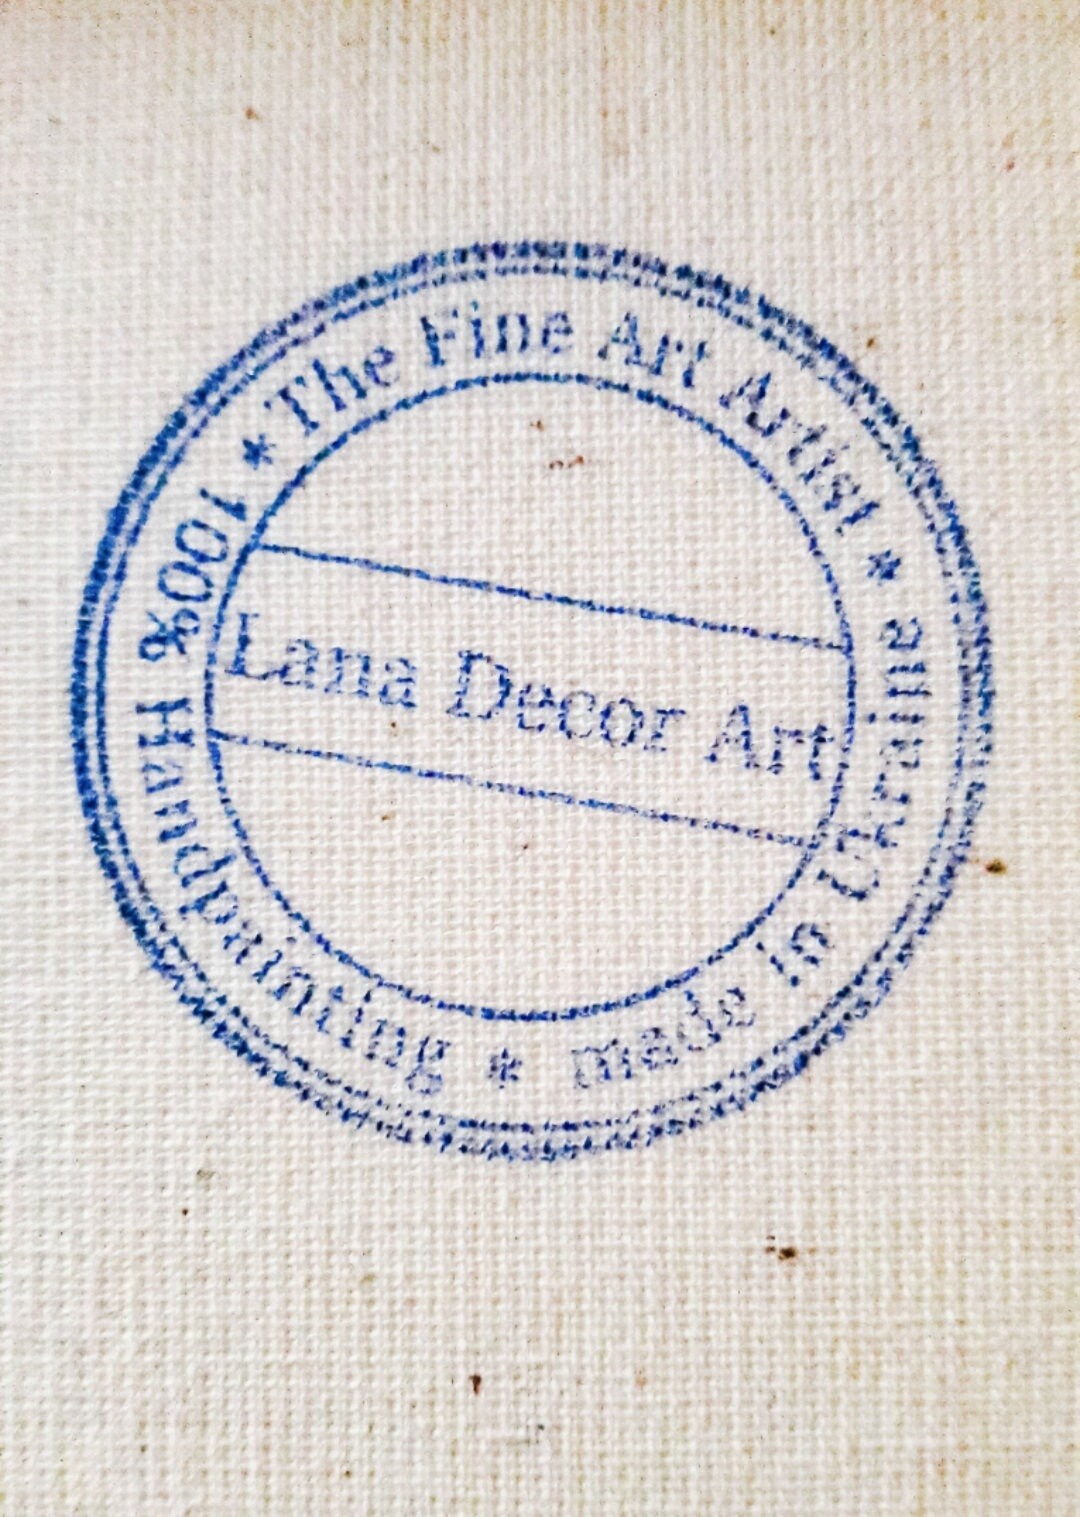 * The Fine Art Artist *
Lana Decor Art
100% Handpainting * made in Ukraine